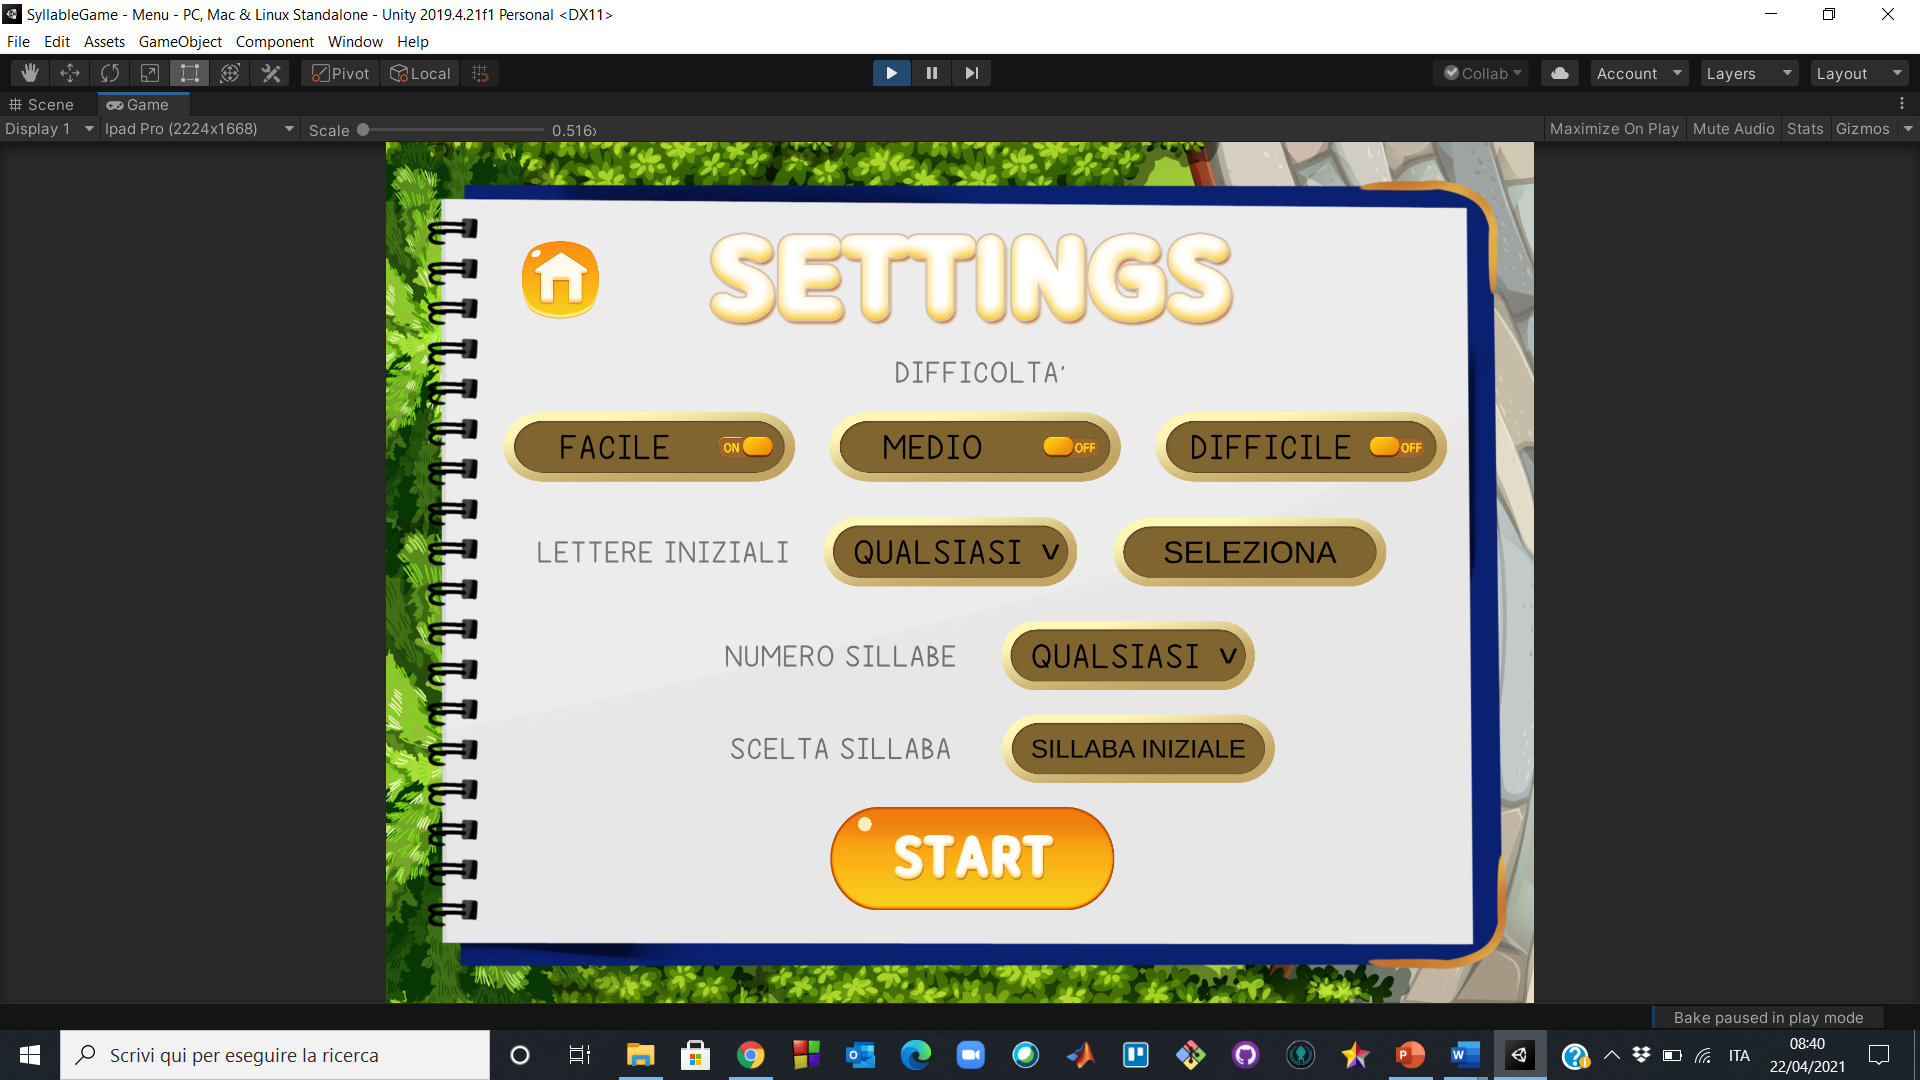 SyllableGame - Menu - PC, Mac & Linux Standalone - Unity 2019.4.21f1 Personal <DX11>
File Edit Assets GameObject Component Window Help
Pivot Local Collab Account Layers Layout
Scene Game
Display 1 Ipad Pro (2224x1668) Scale 0.516x Maximize On Play Mute Audio Stats Gizmos
SETTINGS
DIFFICOLTA'
FACILE ON MEDIO OFF DIFFICILE OFF
LETTERE INIZIALI QUALSIASI SELEZIONA
NUMERO SILLABE QUALSIASI
SCELTA SILLABA SILLABA INIZIALE
START
Bake paused in play mode
Scrivi qui per eseguire la ricerca
ITA
08:40
22/04/2021